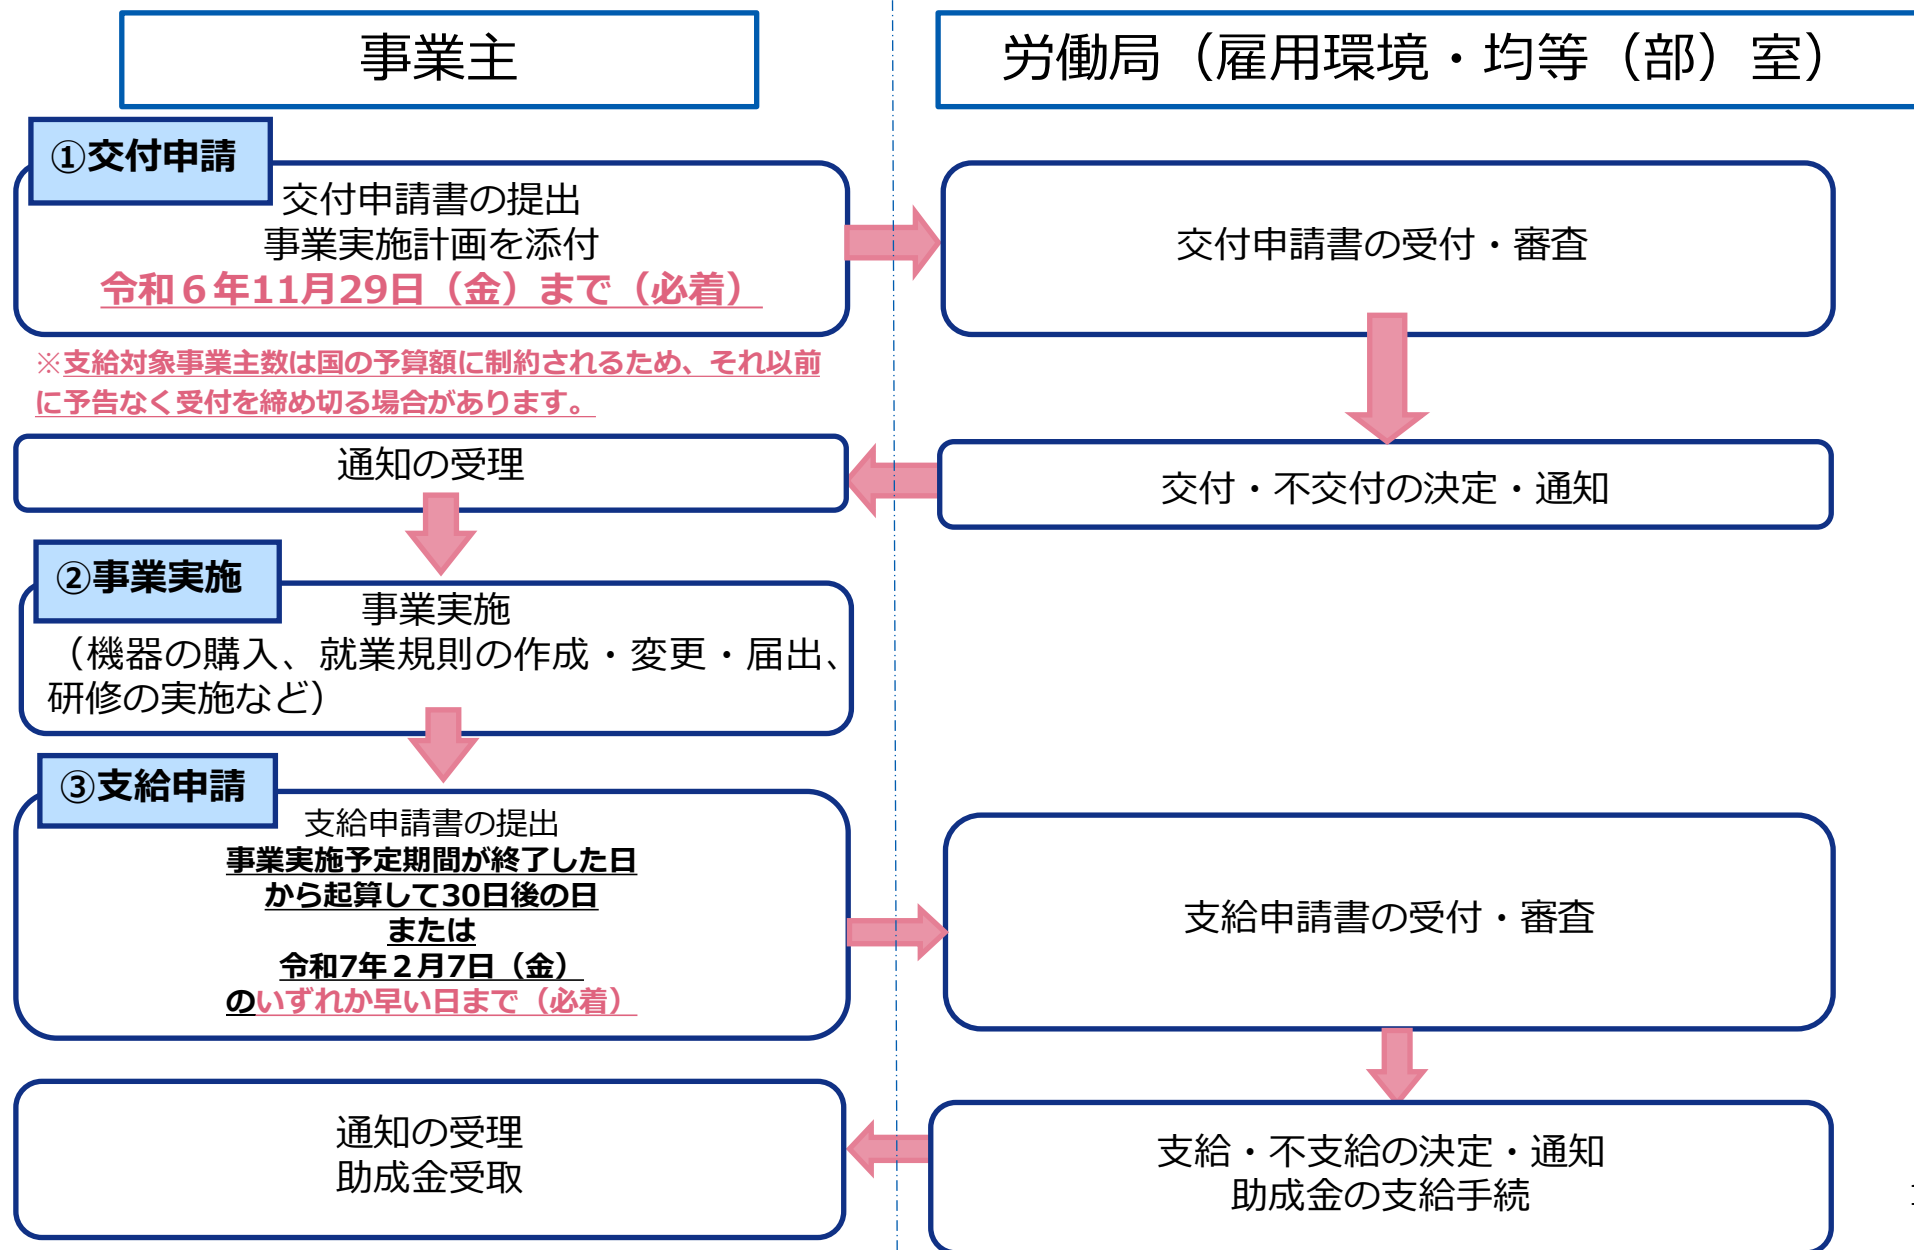 事業主
労働局（雇用環境・均等（部）室）
①交付申請
交付申請書の提出
事業実施計画を添付
令和６年11月29日（金）まで（必着）
交付申請書の受付・審査
※支給対象事業主数は国の予算額に制約されるため、それ以前
に予告なく受付を締め切る場合があります。
通知の受理
交付・不交付の決定・通知
②事業実施
事業実施
（機器の購入、就業規則の作成・変更・届出、
研修の実施など）
③支給申請
支給申請書の提出
事業実施予定期間が終了した日
から起算して30日後の日
または
令和7年２月7日（金）
のいずれか早い日まで（必着）
支給申請書の受付・審査
通知の受理
助成金受取
支給・不支給の決定・通知
助成金の支給手続